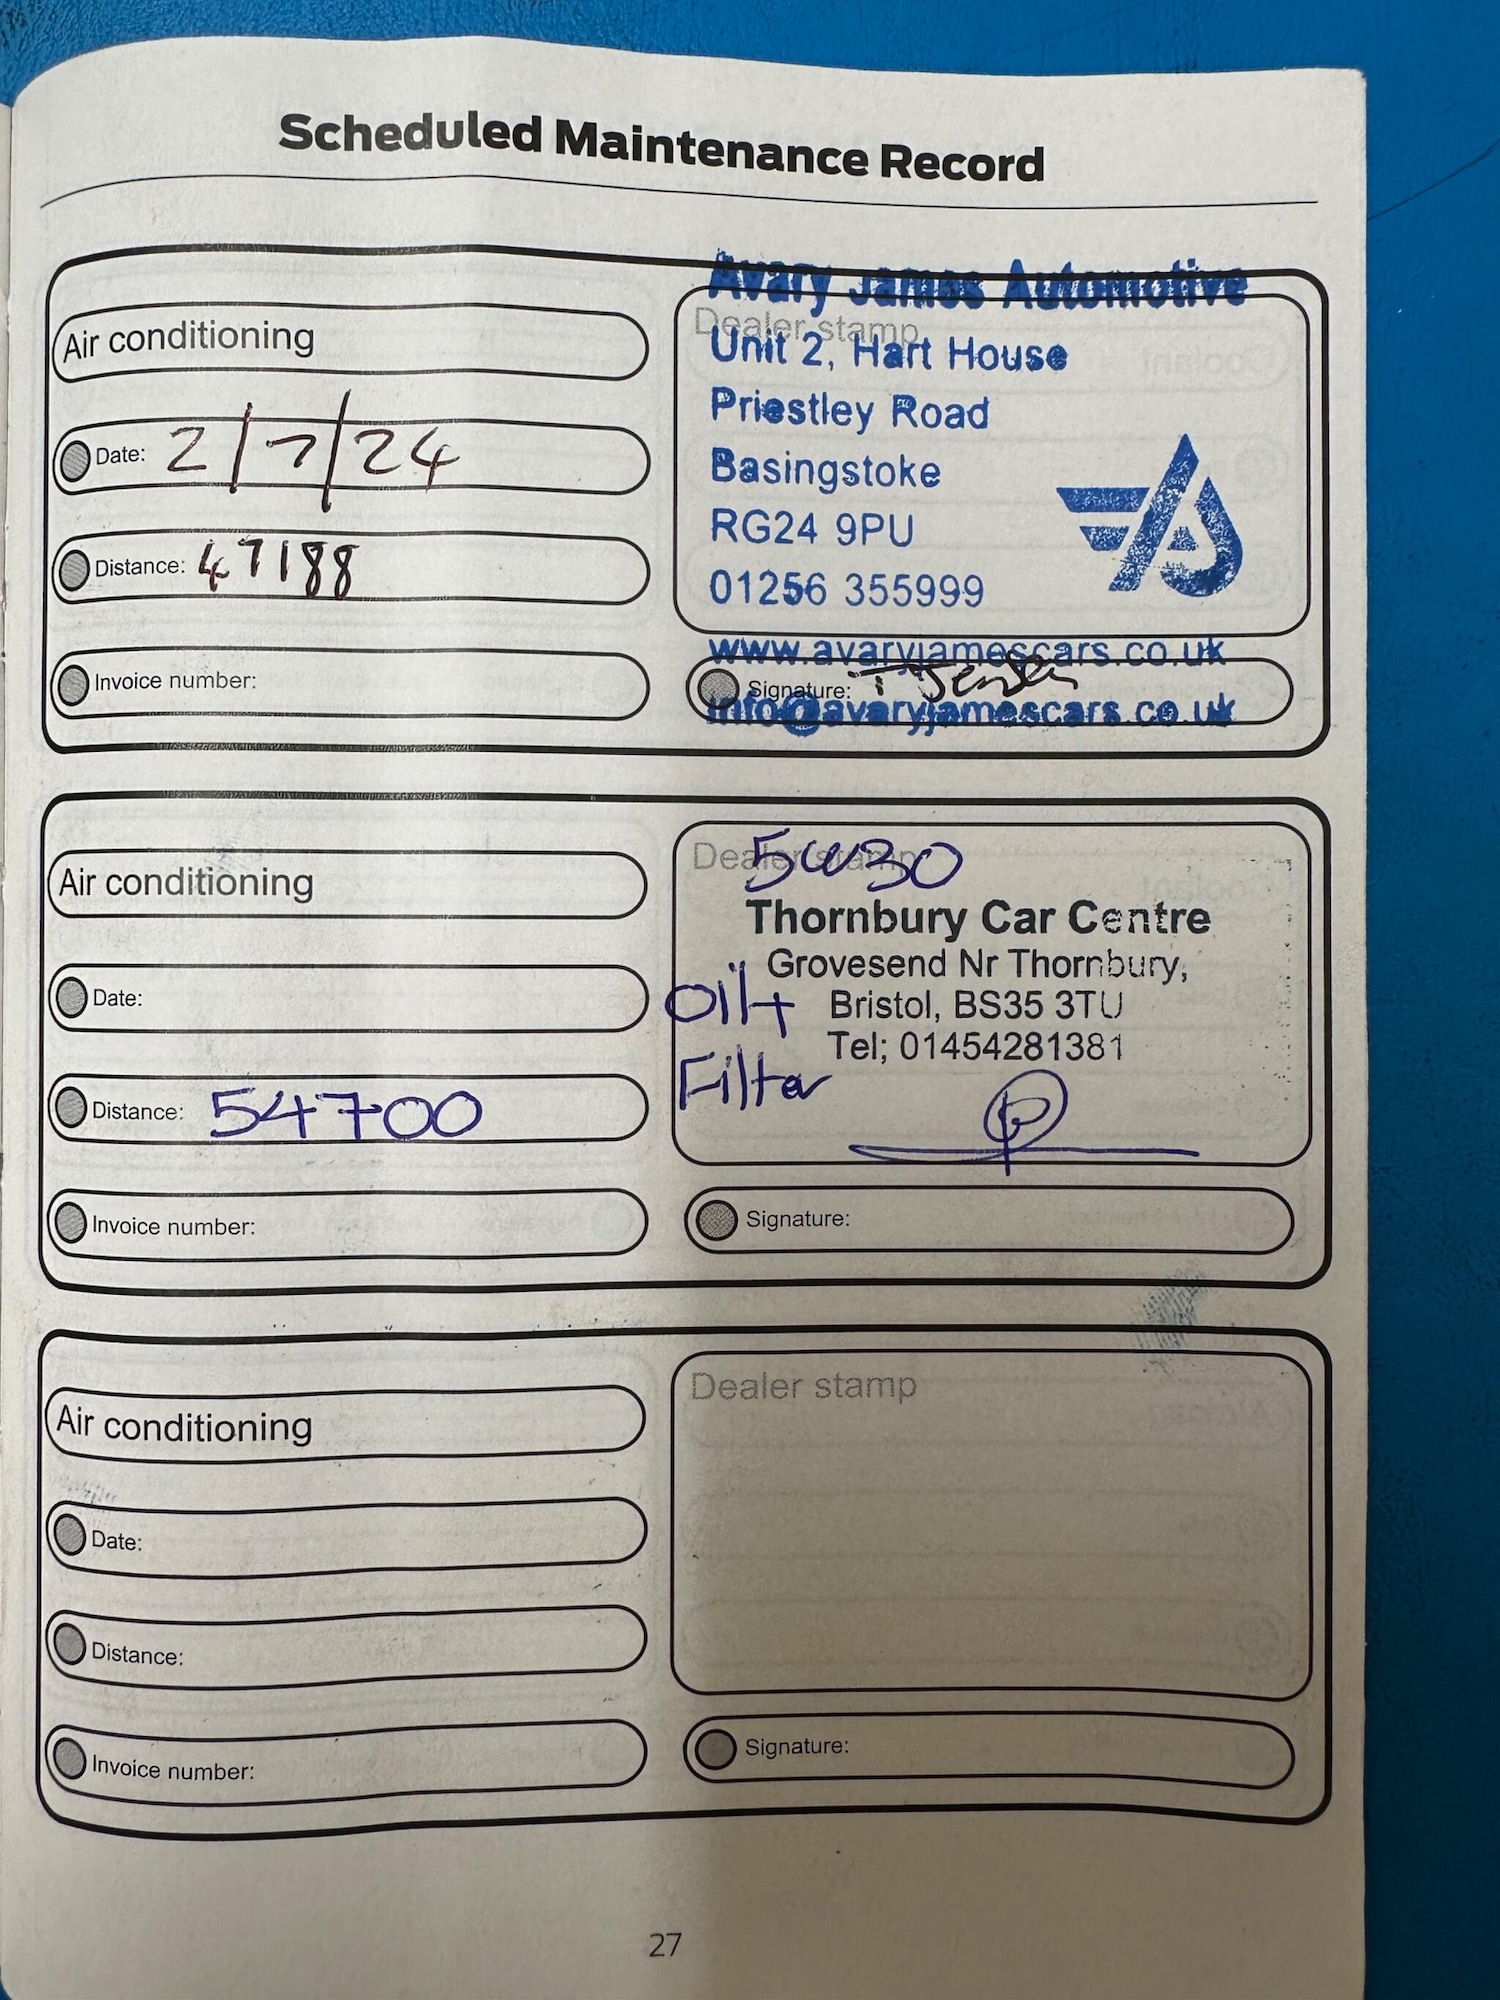 Scheduled Maintenance Record
Air conditioning
Date: 2/7/24
Distance: 47188
Invoice number:
Avary James Automotive
Dealer stamp
Unit 2, Hart House
Priestley Road
Basingstoke
RG24 9PU
01256 355999
www.avaryjamescars.co.uk
Signature:
info@avaryjamescars.co.uk
Air conditioning
Date:
Distance: 54700
Invoice number:
Dealer stamp
5W30
Thornbury Car Centre
Grovesend Nr Thornbury,
Bristol, BS35 3TU
Tel; 01454281381
Oil +
Filter
Signature:
Air conditioning
Date:
Distance:
Invoice number:
Dealer stamp
Signature:
27